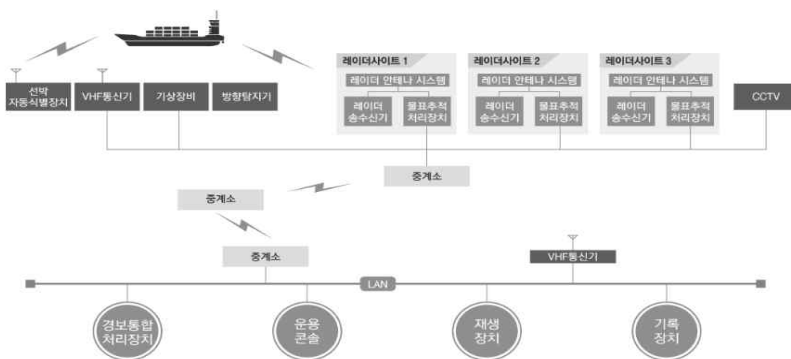 레이더사이트 1
레이더사이트 2
레이더사이트 3
레이더 안테나 시스템
레이더 안테나 시스템
레이더 안테나 시스템
선박
자동식별장치
VHF통신기
기상장비
방향탐지기
레이더
송수신기
물표추적
처리장치
레이더
송수신기
물표추적
처리장치
레이더
송수신기
물표추적
처리장치
CCTV
중계소
중계소
중계소
VHF통신기
LAN
경보통합
처리장치
운용
콘솔
재생
장치
기록
장치